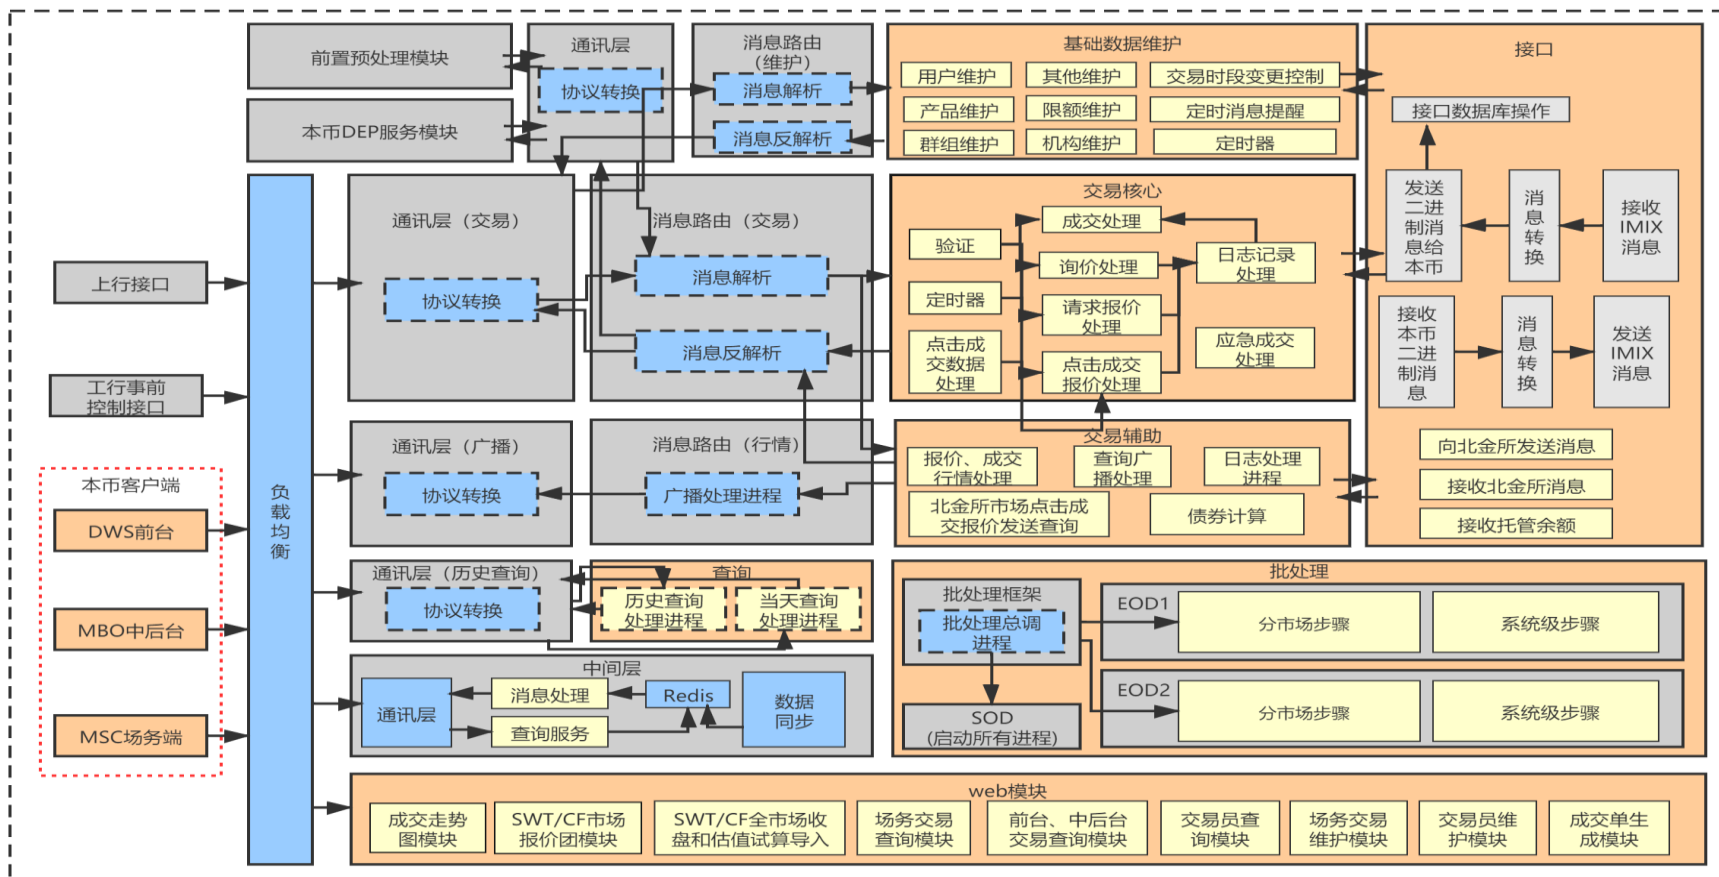 前置预处理模块
本币DEP服务模块
通讯层
协议转换
消息路由
（维护）
消息解析
消息反解析
基础数据维护
用户维护
其他维护
交易时段变更控制
产品维护
限额维护
定时消息提醒
群组维护
机构维护
定时器
接口
接口数据库操作
发送
二进
制消
息给
本币
消
息
转
换
接收
IMIX
消息
接收
本币
二进
制消
息
消
息
转
换
发送
IMIX
消息
向北金所发送消息
接收北金所消息
接收托管余额
上行接口
工行事前
控制接口
本币客户端
DWS前台
MBO中后台
MSC场务端
负
载
均
衡
通讯层（交易）
协议转换
消息路由（交易）
消息解析
消息反解析
交易核心
验证
定时器
点击成
交数据
处理
成交处理
询价处理
请求报价
处理
点击成交
报价处理
日志记录
处理
应急成交
处理
通讯层（广播）
协议转换
消息路由（行情）
广播处理进程
交易辅助
报价、成交
行情处理
查询广
播处理
日志处理
进程
北金所市场点击成
交报价发送查询
债券计算
通讯层（历史查询）
协议转换
查询
历史查询
处理进程
当天查询
处理进程
中间层
通讯层
消息处理
查询服务
Redis
数据
同步
批处理
批处理框架
批处理总调
进程
SOD
(启动所有进程)
EOD1
分市场步骤
系统级步骤
EOD2
分市场步骤
系统级步骤
web模块
成交走势
图模块
SWT/CF市场
报价团模块
SWT/CF全市场收
盘和估值试算导入
场务交易
查询模块
前台、中后台
交易查询模块
交易员查
询模块
场务交易
维护模块
交易员维
护模块
成交单生
成模块